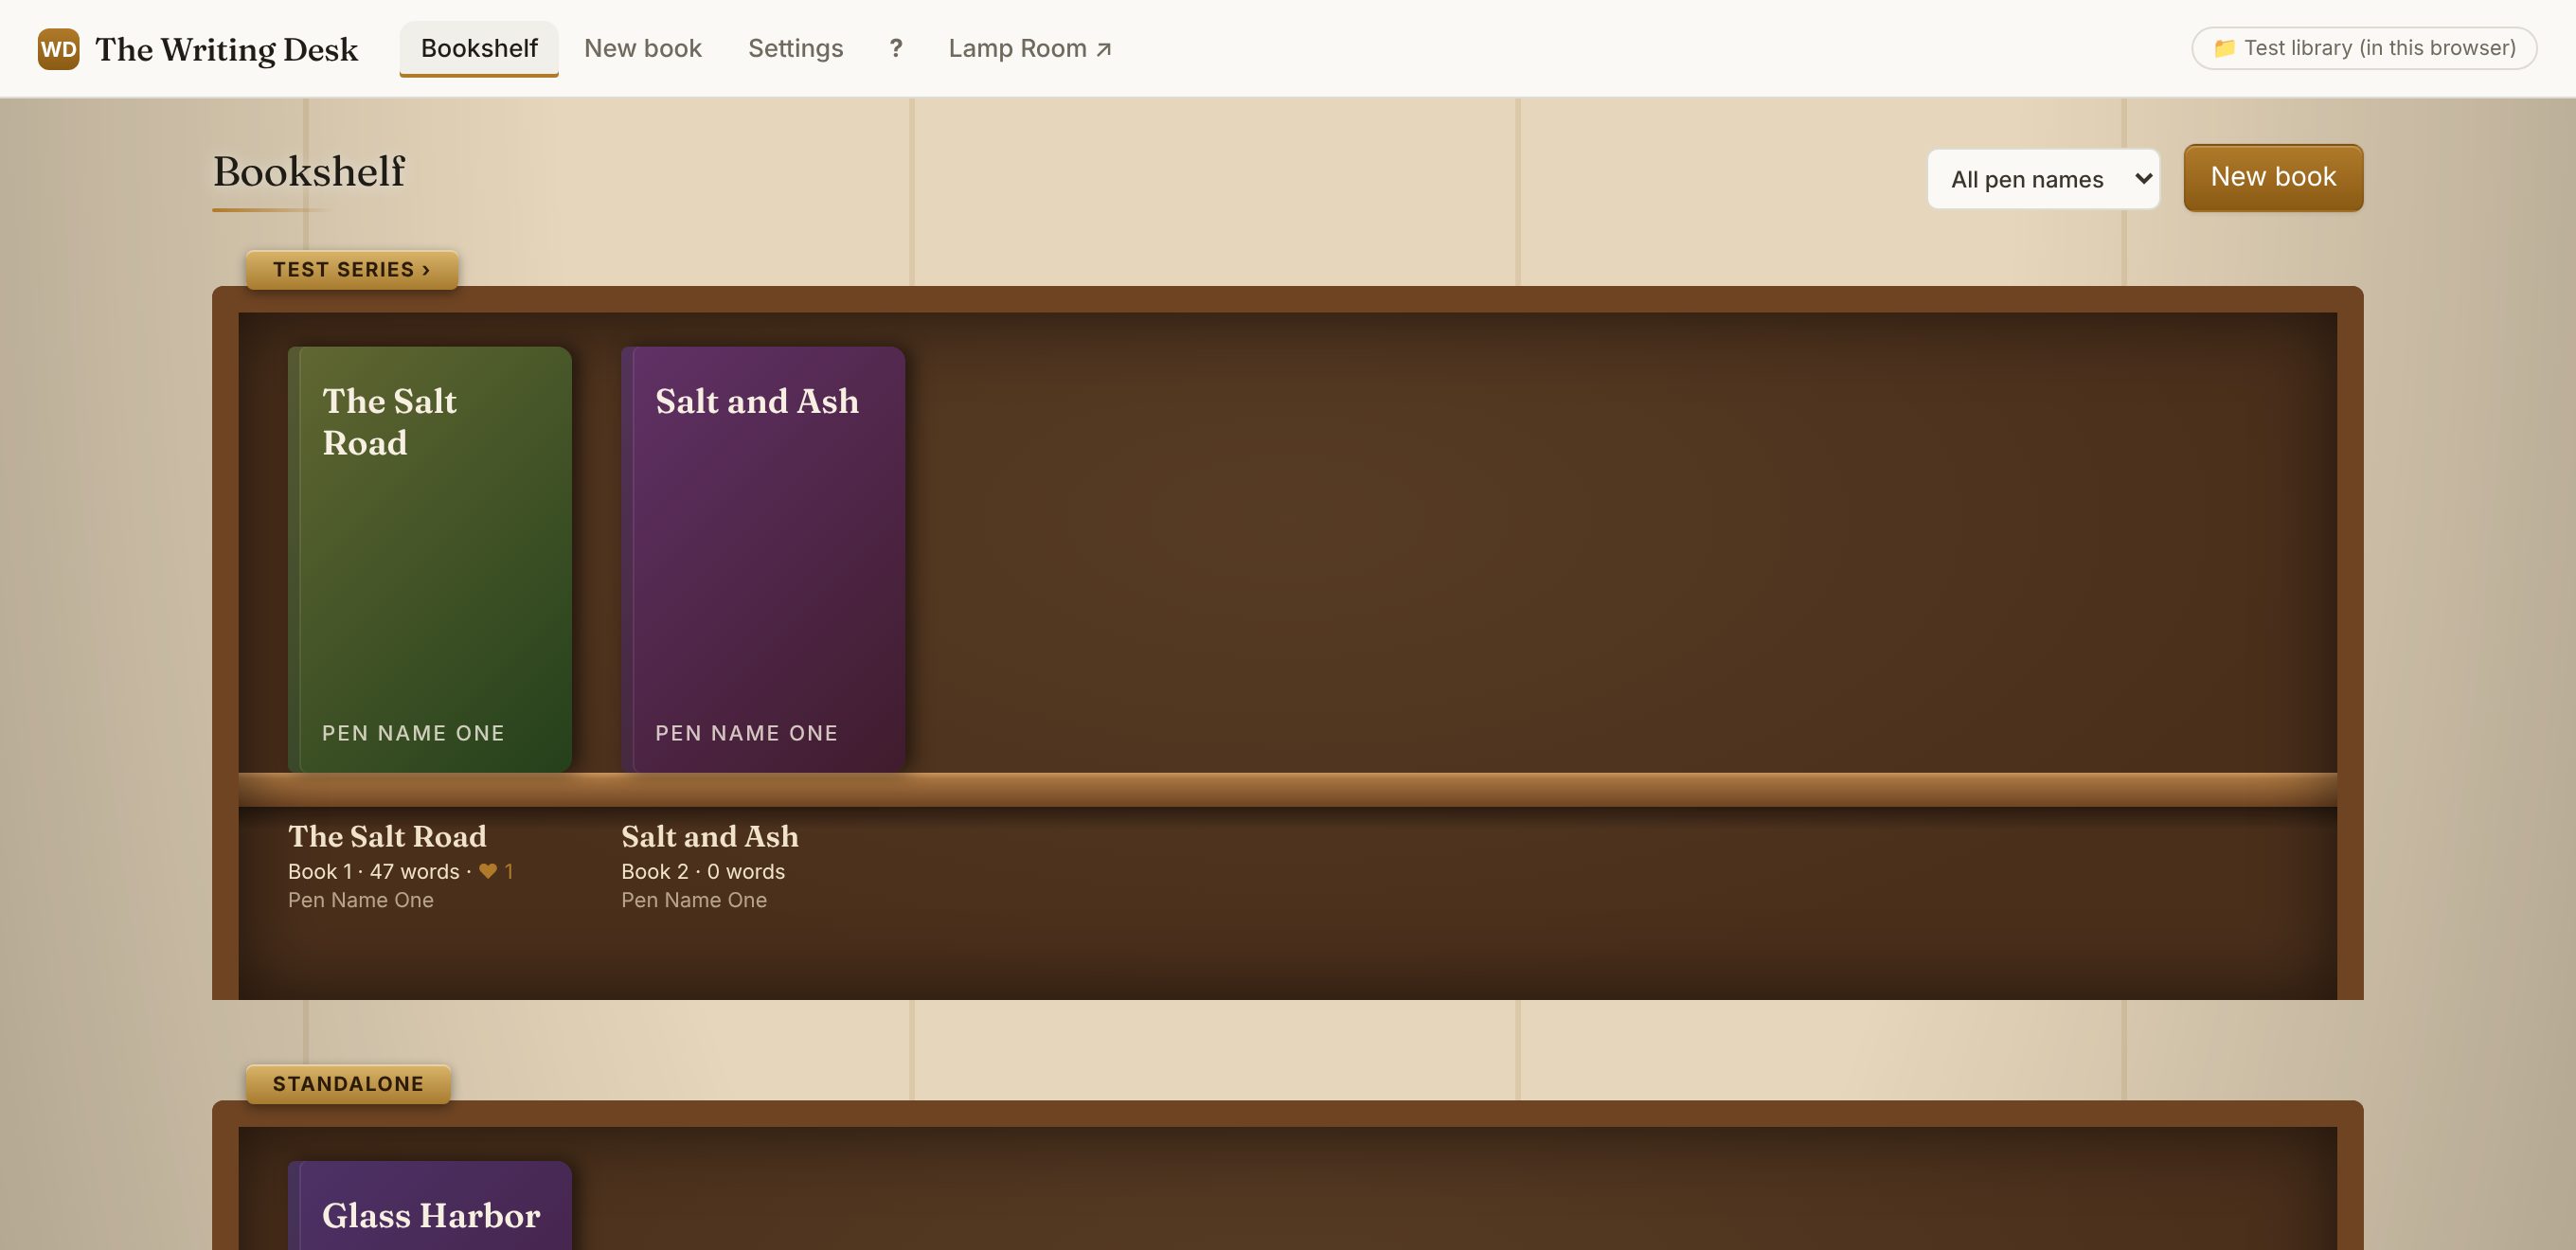 WD The Writing Desk Bookshelf New book Settings ? Lamp Room ↗ 📁 Test library (in this browser)
Bookshelf All pen names New book
TEST SERIES ›
The Salt
Road
Salt and Ash
PEN NAME ONE PEN NAME ONE
The Salt Road Salt and Ash
Book 1 · 47 words · ♥ 1 Book 2 · 0 words
Pen Name One Pen Name One
STANDALONE
Glass Harbor